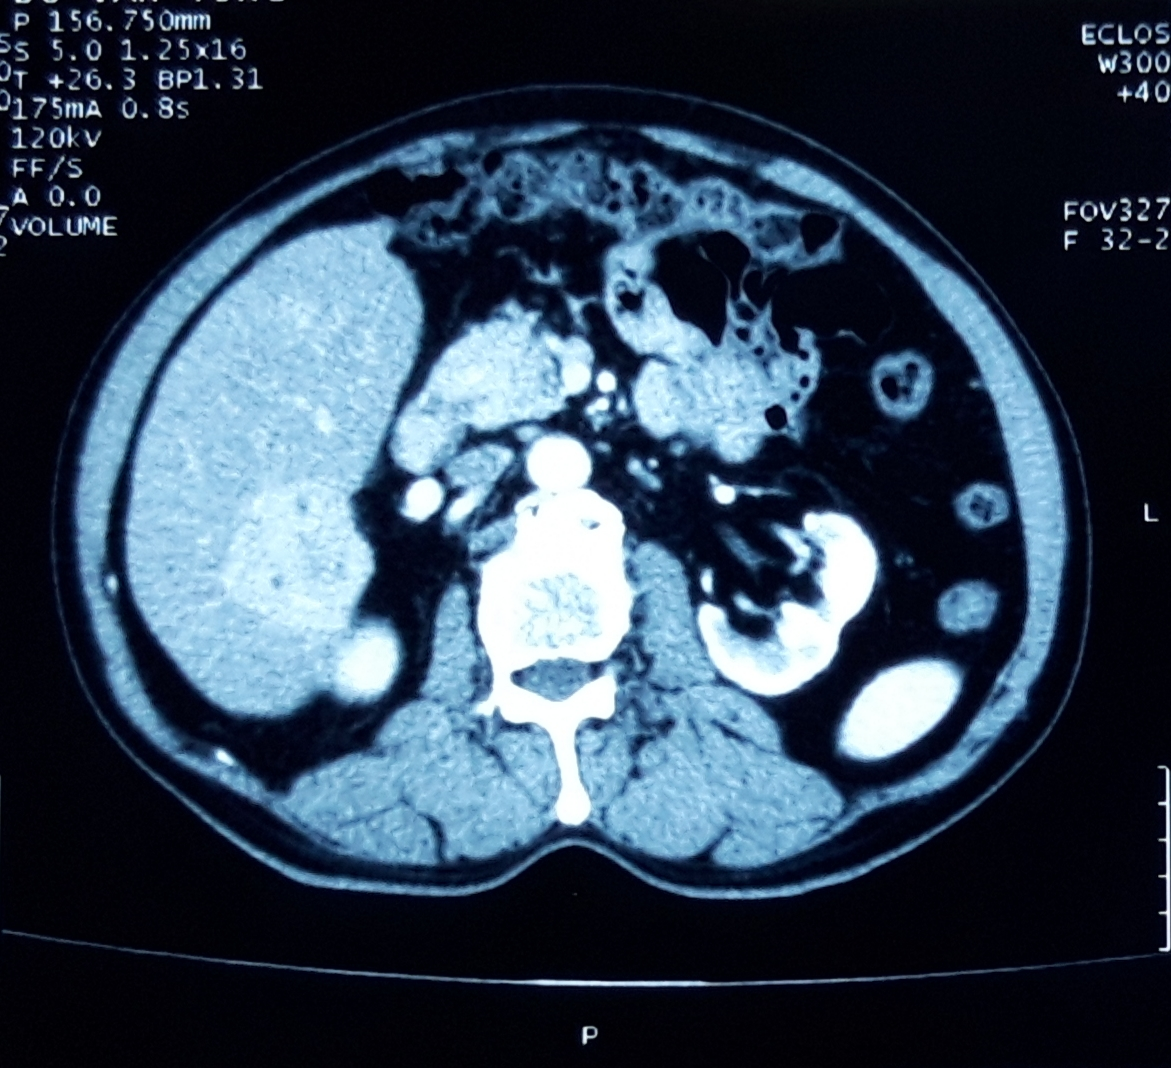 P 156.750mm
S 5.0 1.25x16
T +26.3 BP1.31
175mA 0.8s
120kV
FF/S
A 0.0
VOLUME
ECLOS
W300
+40
FOV327
F 32-2
L
P